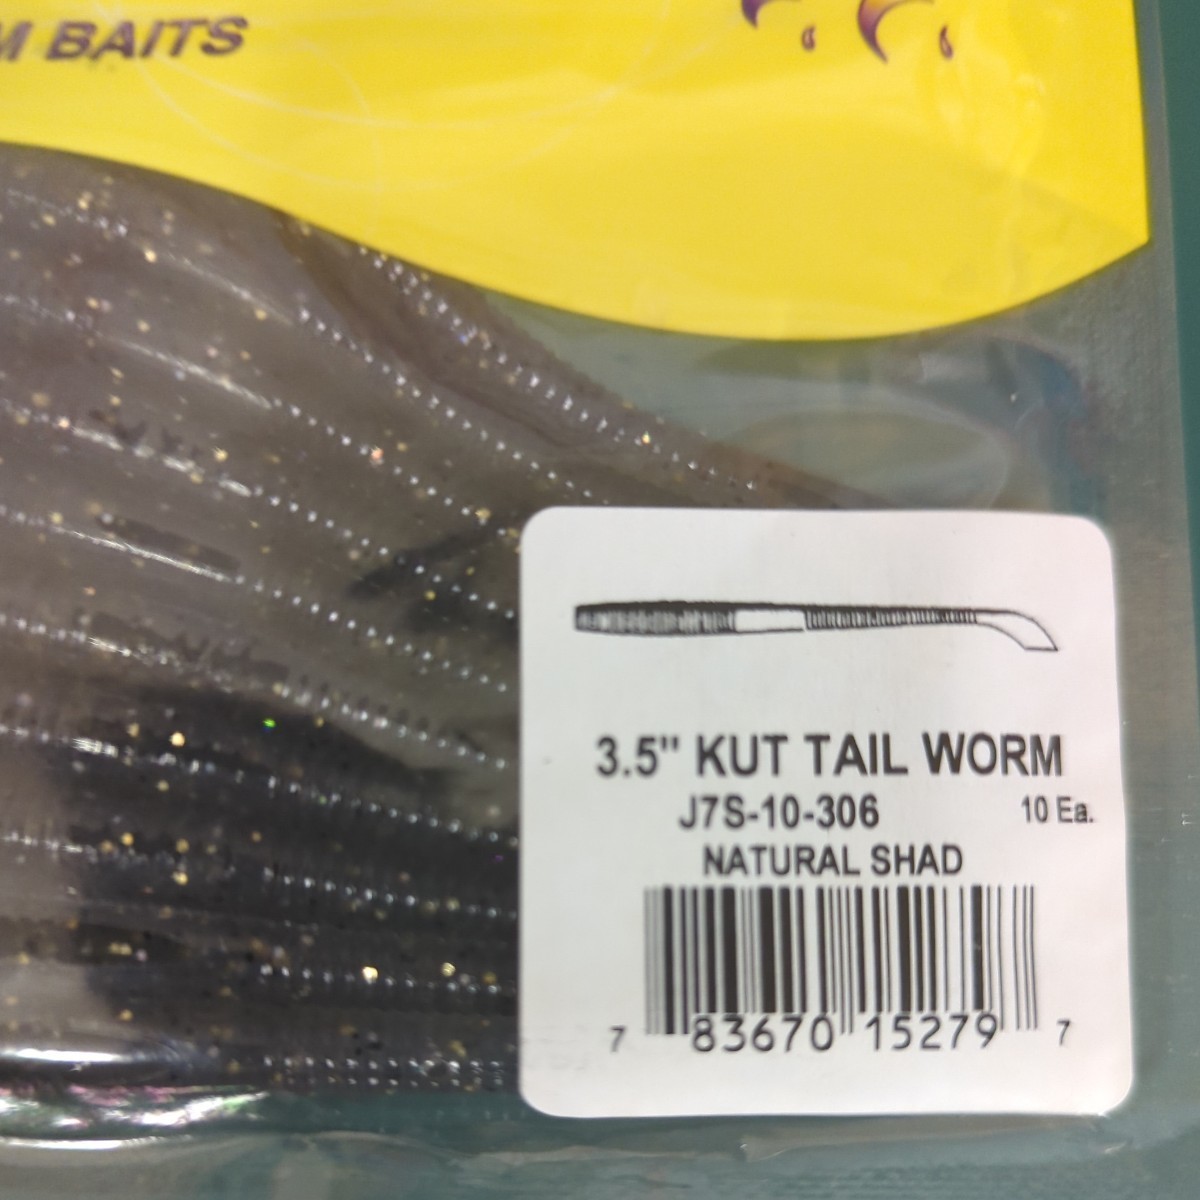 M BAITS
3.5" KUT TAIL WORM
J7S-10-306 10 Ea.
NATURAL SHAD
7 83670 15279 7